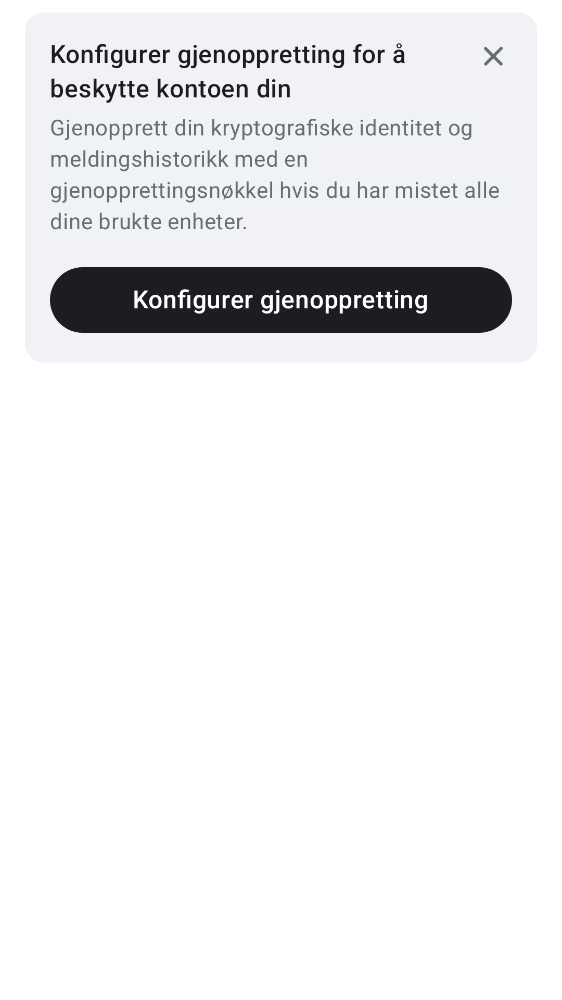 Konfigurer gjenoppretting for å
beskytte kontoen din
Gjenopprett din kryptografiske identitet og
meldingshistorikk med en
gjenopprettingsnøkkel hvis du har mistet alle
dine brukte enheter.
Konfigurer gjenoppretting